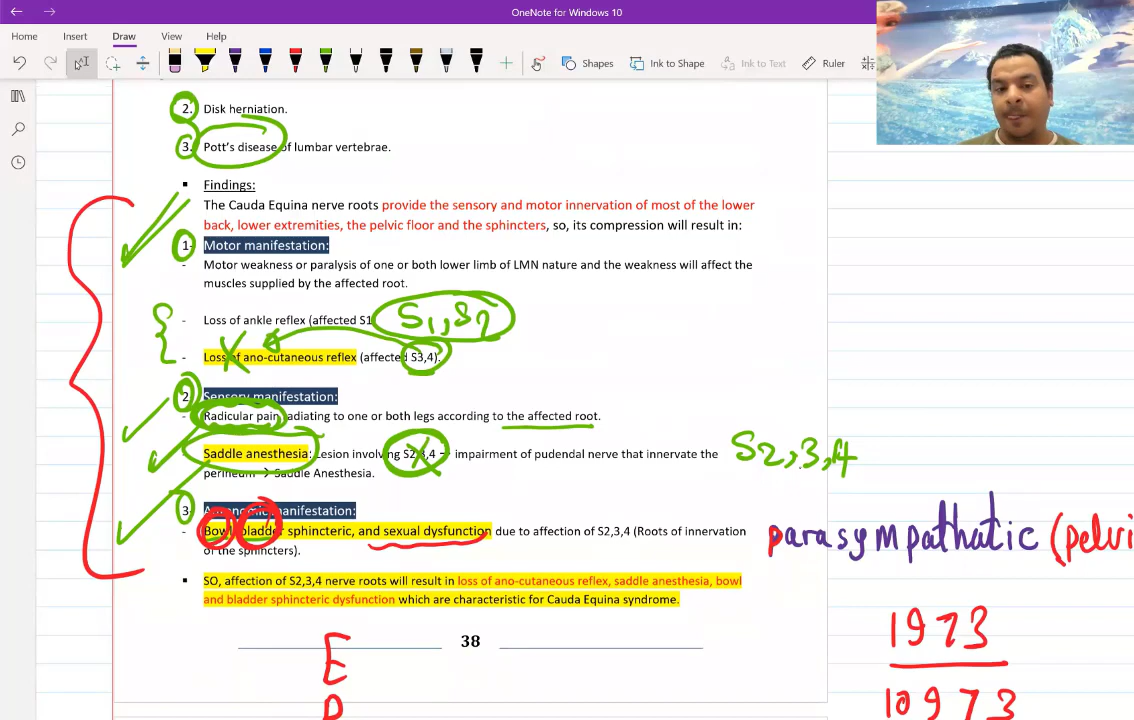 OneNote for Windows 10
Home Insert Draw View Help
Shapes Ink to Shape Ink to Text Ruler
2. Disk herniation.
3. Pott's disease of lumbar vertebrae.
Findings:
The Cauda Equina nerve roots provide the sensory and motor innervation of most of the lower
back, lower extremities, the pelvic floor and the sphincters, so, its compression will result in:
1- Motor manifestation:
- Motor weakness or paralysis of one or both lower limb of LMN nature and the weakness will affect the
muscles supplied by the affected root.
- Loss of ankle reflex (affected S1 S1, S2
- Loss of ano-cutaneous reflex (affected S3,4).
2 Sensory manifestation:
- Radicular pain adiating to one or both legs according to the affected root.
Saddle anesthesia: Lesion involving S2,3,4 → impairment of pudendal nerve that innervate the S2,3,4
perineum → Saddle Anesthesia.
3 manifestation:
- Bowl bladder sphincteric, and sexual dysfunction due to affection of S2,3,4 (Roots of innervation parasympathatic (pelvi
of the sphincters).
SO, affection of S2,3,4 nerve roots will result in loss of ano-cutaneous reflex, saddle anesthesia, bowl
and bladder sphincteric dysfunction which are characteristic for Cauda Equina syndrome.
38
1973
10973
E